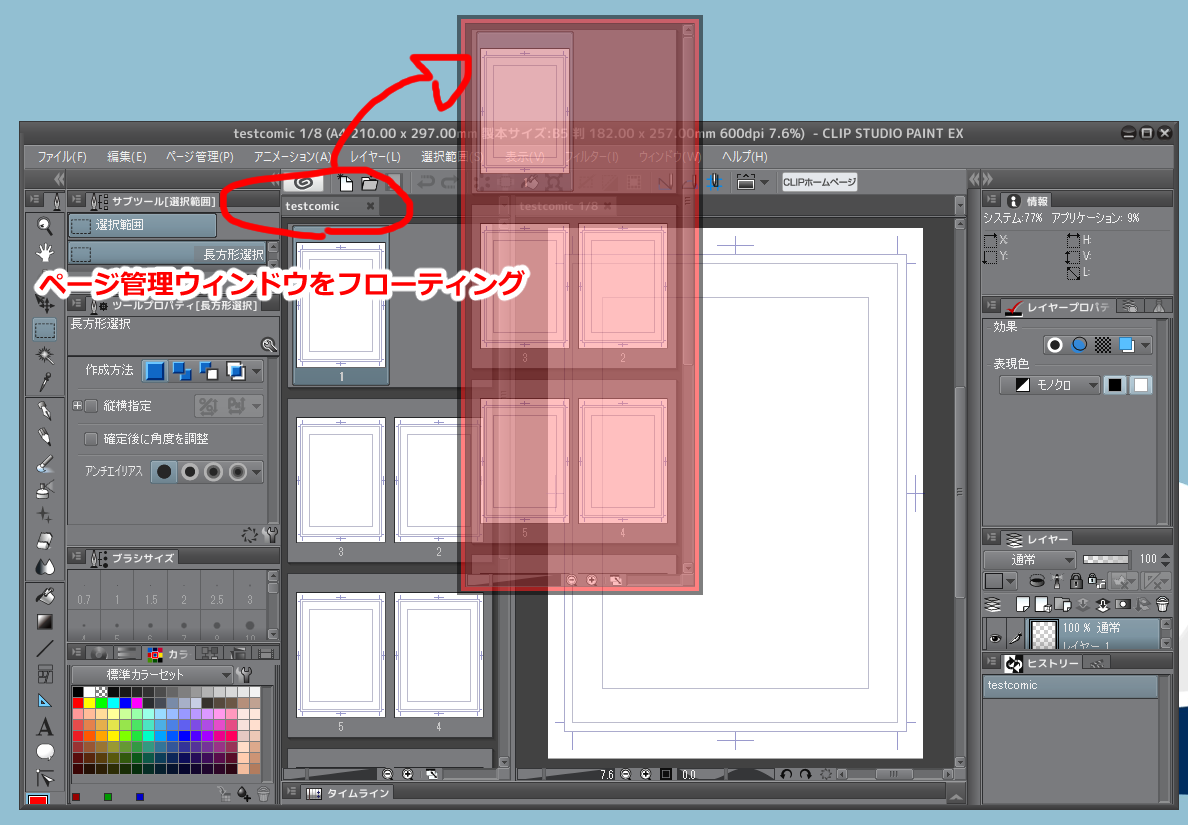 testcomic 1/8 (A4 210.00 x 297.00mm 製本サイズ:B5 判 182.00 x 257.00mm 600dpi 7.6%) - CLIP STUDIO PAINT EX
ファイル(F) 編集(E) ページ管理(P) アニメーション(A) レイヤー(L) 選択範囲(S) 表示(V) フィルター(I) ウィンドウ(W) ヘルプ(H)
CLIPホームページ
サブツール[選択範囲]
testcomic
testcomic 1/8
情報
選択範囲
システム:77% アプリケーション: 9%
X:
H:
Y:
V:
L:
長方形選択
ページ管理ウィンドウをフローティング
ツールプロパティ[長方形選択]
レイヤープロパテ
長方形選択
効果
作成方法
表現色
モノクロ
1
3
2
縦横指定
確定後に角度を調整
アンチエイリアス
3
2
5
4
ブラシサイズ
レイヤー
通常
100
0.7 1 1.5 2 2.5 3
4 5 6 7 8 10
100 % 通常
レイヤー 1
カラ
ヒストリー
標準カラーセット
testcomic
5
4
7.6
0.0
タイムライン